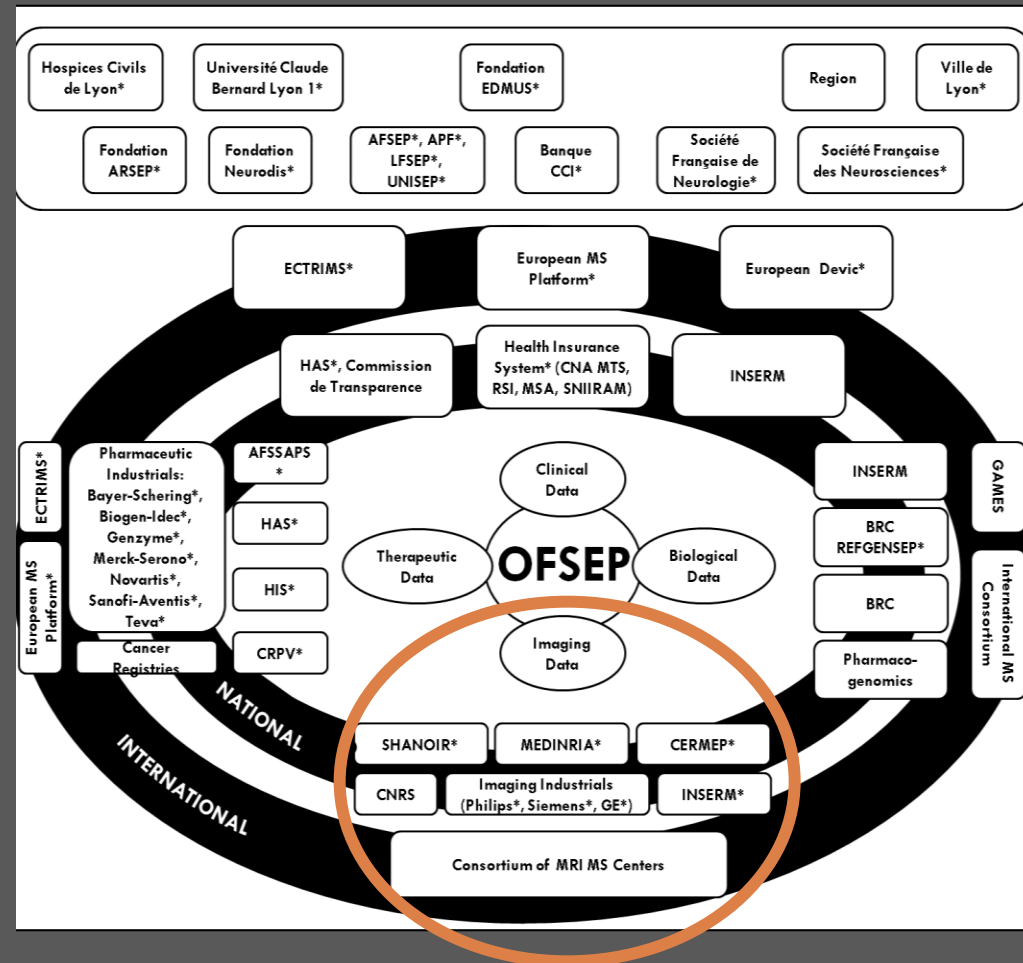 Hospices Civils
de Lyon*
Université Claude
Bernard Lyon 1*
Fondation
EDMUS*
Region
Ville de
Lyon*
Fondation
ARSEP*
Fondation
Neurodis*
AFSEP*, APF*,
LFSEP*,
UNISEP*
Banque
CCI*
Société
Française de
Neurologie*
Société Française
des Neurosciences*
ECTRIMS*
European MS
Platform*
European Devic*
HAS*, Commission
de Transparence
Health Insurance
System* (CNA MTS,
RSI, MSA, SNIIRAM)
INSERM
ECTRIMS*
European MS
Platform*
Pharmaceutic
Industrials:
Bayer-Schering*,
Biogen-Idec*,
Genzyme*,
Merck-Serono*,
Novartis*,
Sanofi-Aventis*,
Teva*
Cancer
Registries
AFSSAPS
*
HAS*
HIS*
CRPV*
Clinical
Data
Therapeutic
Data
OFSEP
Biological
Data
Imaging
Data
INSERM
BRC
REFGENSEP*
BRC
Pharmaco-
genomics
GAMES
International MS
Consortium
NATIONAL
INTERNATIONAL
SHANOIR*
MEDINRIA*
CERMEP*
CNRS
Imaging Industrials
(Philips*, Siemens*, GE*)
INSERM*
Consortium of MRI MS Centers